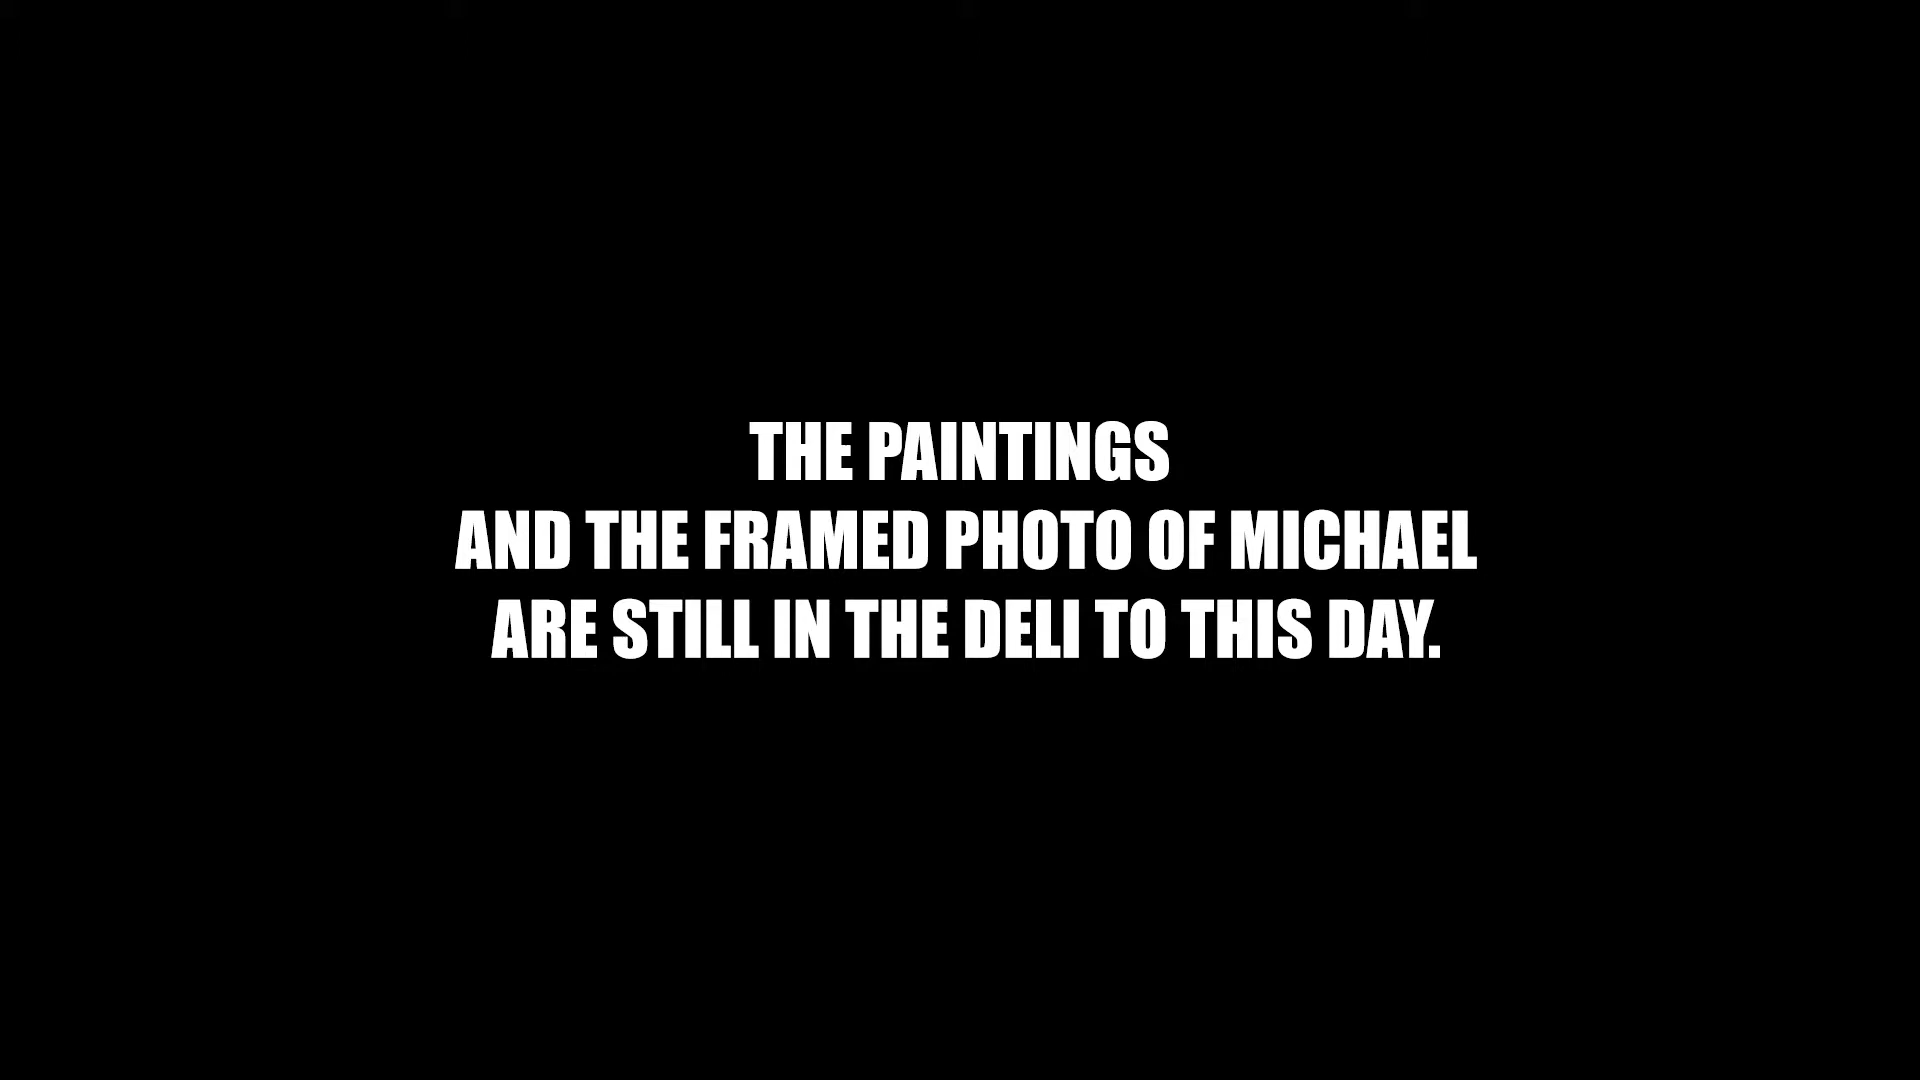 THE PAINTINGS
AND THE FRAMED PHOTO OF MICHAEL
ARE STILL IN THE DELI TO THIS DAY.